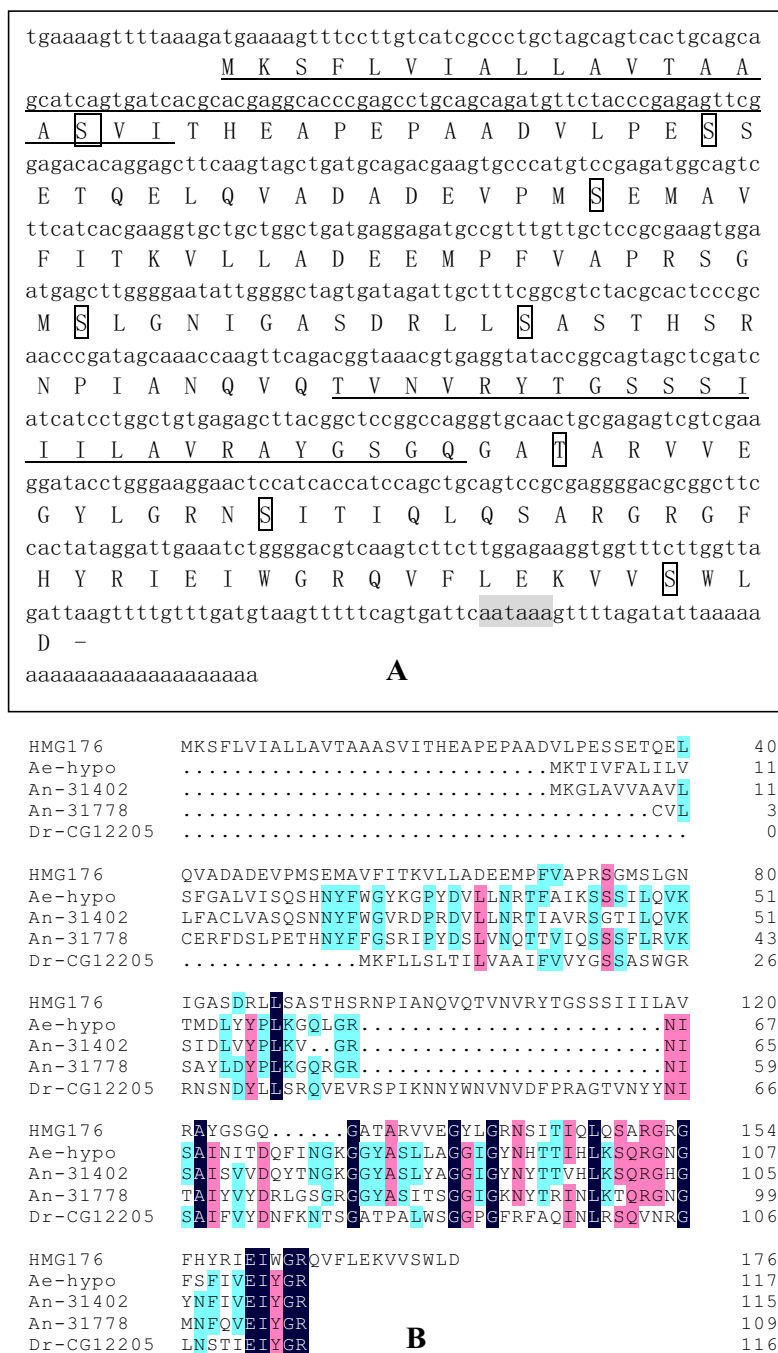 tgaaaagttttaaagatgaaaagtttccttgtcatcgccctgctagcagtcactgcagca
M K S F L V I A L L A V T A A
gcatcagtgatcacgcacgaggcacccgagcctgcagcagatgttctacccgagagttcg
A S V I T H E A P E P A A D V L P E S S
gagacacaggagcttcaagtagctgatgcagacgaagtgcccatgtccgagatggcagtc
E T Q E L Q V A D A D E V P M S E M A V
ttcatcacgaaggtgctgctggctgatgaggagatgccgtttgttgctccgcgaagtgga
F I T K V L L A D E E M P F V A P R S G
atgagcttggggaatattggggctagtgatagattgctttcggcgtctacgcactcccgc
M S L G N I G A S D R L L S A S T H S R
aacccgatagcaaaccaagttcagacggtaaacgtgaggtataccggcagtagctcgatc
N P I A N Q V Q T V N V R Y T G S S S I
atcatcctggctgtgagagcttacggctccggccagggtgcaactgcgagagtcgtcgaa
I I L A V R A Y G S G Q G A T A R V V E
ggatacctgggaaggaactccatcaccatccagctgcagtccgcgaggggacgcggcttc
G Y L G R N S I T I Q L Q S A R G R G F
cactataggattgaaatctggggacgtcaagtcttcttggagaaggtggtttcttggtta
H Y R I E I W G R Q V F L E K V V S W L
gattaagttttgtttgatgtaagtttttcagtgattcaataaagttttagatattaaaaa
D -
aaaaaaaaaaaaaaaaaaa A
HMG176 MKSFLVIALLAVTAAASVITHEAPEPAADVLPESSETQEL 40
Ae-hypo .............................MKTIVFALILV 11
An-31402 .............................MKGLAVVAAVL 11
An-31778 .....................................CVL 3
Dr-CG12205 ........................................ 0
HMG176 QVADADEVPMSEMAVFITKVLLADEEMPFVAPRSGMSLGN 80
Ae-hypo SFGALVISQSHNYFWGYKGPYDVLLNRTFAIKSSSILQVK 51
An-31402 LFACLVASQSNNYFWGVRDPRDVLLNRTIAVRSGTILQVK 51
An-31778 CERFDSLPETHNYFFGSRIPYDSLVNQTTVIQSSSFLRVK 43
Dr-CG12205 ..............MKFLLSLTILVAAIFVVYGSSASWGR 26
HMG176 IGASDRLLSASTHSRNPIANQVQTVNVRYTGSSSIIILAV 120
Ae-hypo TMDLYYPLKGQLGR........................NI 67
An-31402 SIDLVYPLKV..GR........................NI 65
An-31778 SAYLDYPLKGQRGR........................NI 59
Dr-CG12205 RNSNDYLLSRQVEVRSPIKNNYWNVNVDFPRAGTVNYYNI 66
HMG176 RAYGSGQ......GATARVVEGYLGRNSITIQLQSARGRG 154
Ae-hypo SAINITDQFINGKGGYASLLAGGIGYNHTTIHLKSQRGNG 107
An-31402 SAISVVDQYTNGKGGYASLYAGGIGYNYTTVHLKSQRGHG 105
An-31778 TAIYVYDRLGSGRGGYASITSGGIGKNYTRINLKTQRGNG 99
Dr-CG12205 SAIFVYDNFKNTSGATPALWSGGPGFRFAQINLRSQVNRG 106
HMG176 FHYRIEIWGRQVFLEKVVSWLD 176
Ae-hypo FSFIVEIYGR 117
An-31402 YNFIVEIYGR 115
An-31778 MNFQVEIYGR 109
Dr-CG12205 LNSTIEIYGR 116
B